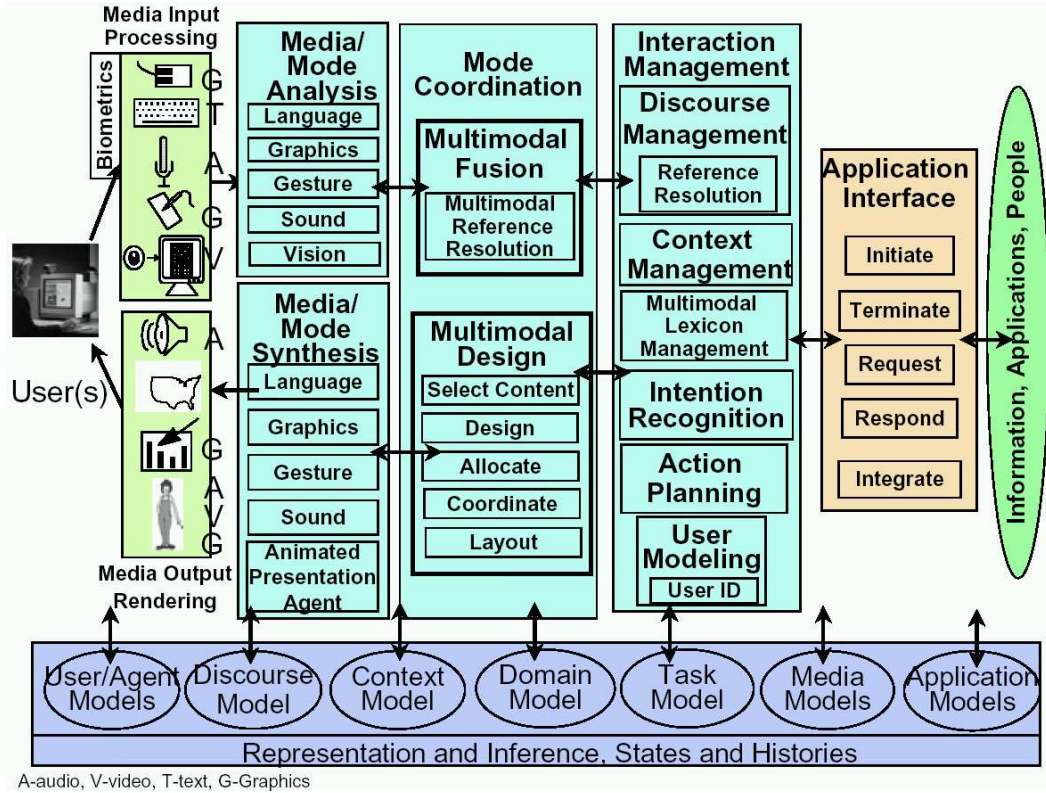 Media Input
Processing
Biometrics
G
T
A
G
V
User(s)
A
G
A
V
G
Media Output
Rendering
Media/
Mode
Analysis
Language
Graphics
Gesture
Sound
Vision
Media/
Mode
Synthesis
Language
Graphics
Gesture
Sound
Animated
Presentation
Agent
Mode
Coordination
Multimodal
Fusion
Multimodal
Reference
Resolution
Multimodal
Design
Select Content
Design
Allocate
Coordinate
Layout
Interaction
Management
Discourse
Management
Reference
Resolution
Context
Management
Multimodal
Lexicon
Management
Intention
Recognition
Action
Planning
User
Modeling
User ID
Application
Interface
Initiate
Terminate
Request
Respond
Integrate
Information, Applications, People
User/Agent
Models
Discourse
Model
Context
Model
Domain
Model
Task
Model
Media
Models
Application
Models
Representation and Inference, States and Histories
A-audio, V-video, T-text, G-Graphics